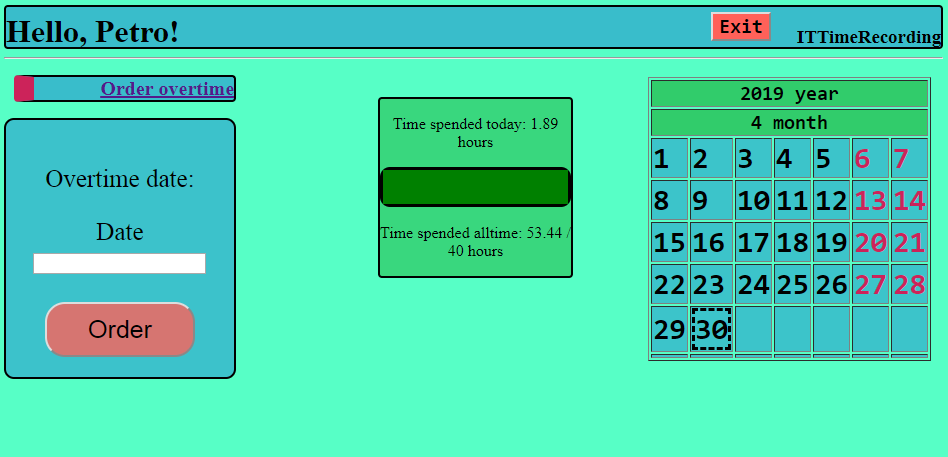 Hello, Petro!
Exit
ITTimeRecording
Order overtime
Overtime date:
Date
Order
Time spended today: 1.89
hours
Time spended alltime: 53.44 /
40 hours
2019 year
4 month
1 2 3 4 5 6 7
8 9 10 11 12 13 14
15 16 17 18 19 20 21
22 23 24 25 26 27 28
29 30